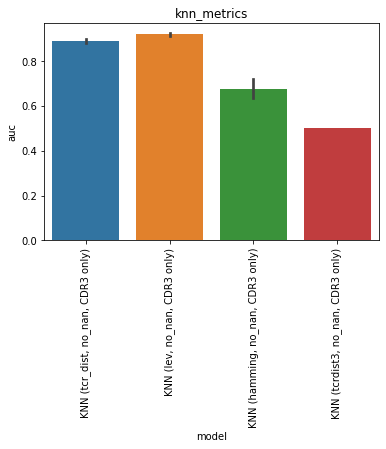 knn_metrics
0.8
0.6
0.4
0.2
0.0
auc
KNN (tcr_dist, no_nan, CDR3 only)
KNN (lev, no_nan, CDR3 only)
KNN (hamming, no_nan, CDR3 only)
KNN (tcrdist3, no_nan, CDR3 only)
model